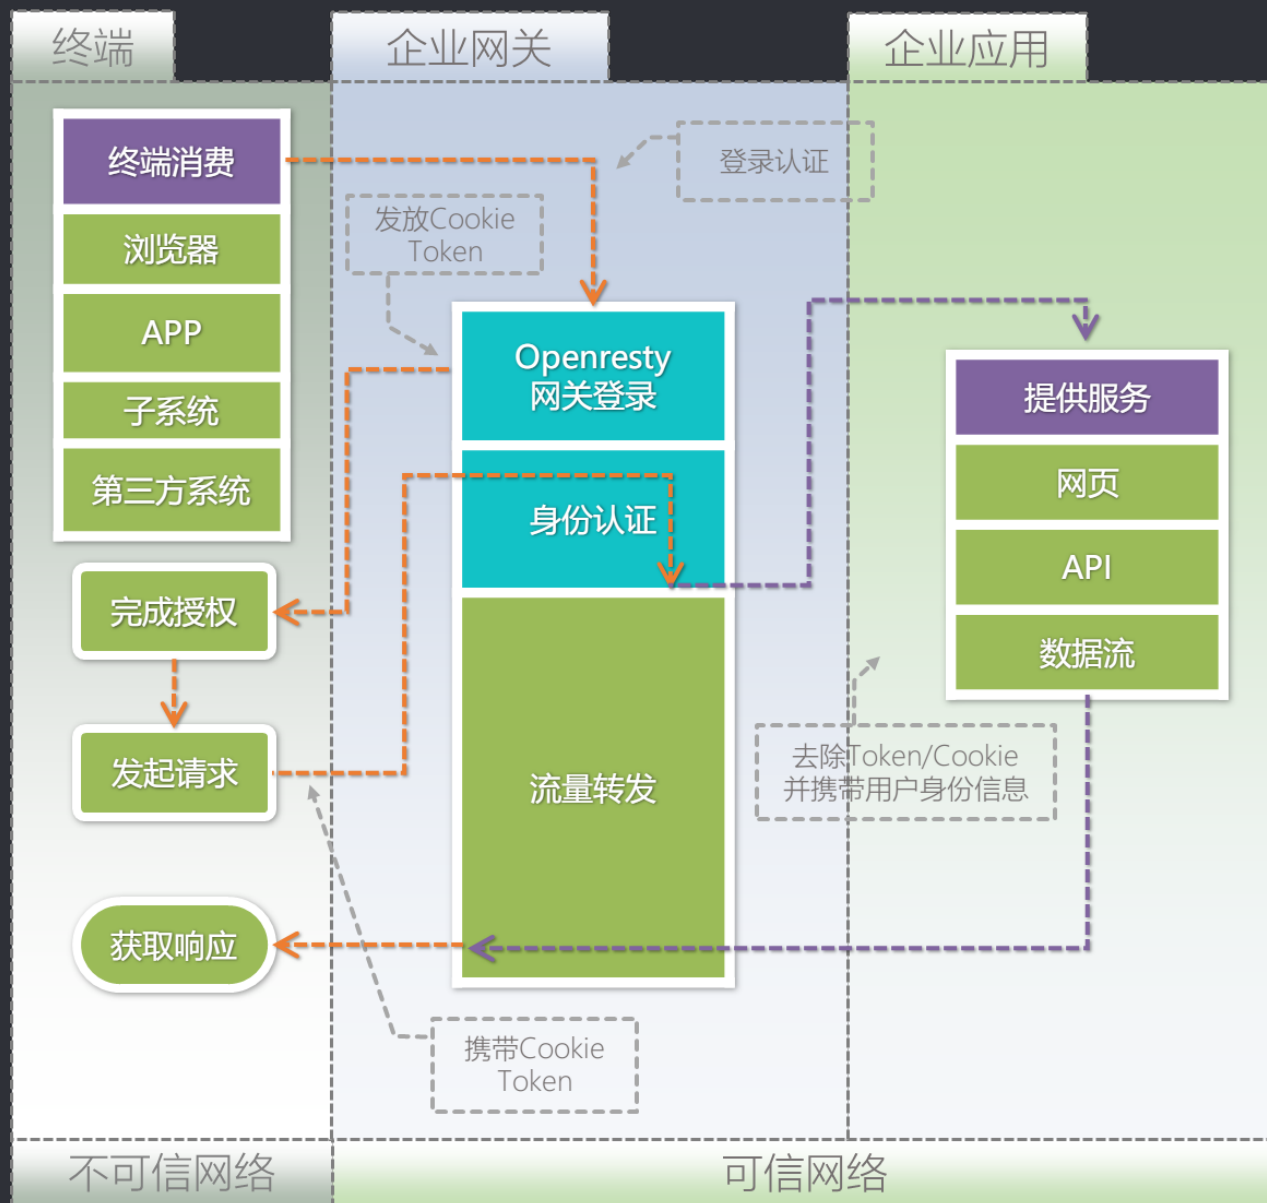 终端
企业网关
企业应用
终端消费
浏览器
APP
子系统
第三方系统
完成授权
发起请求
获取响应
登录认证
发放Cookie
Token
Openresty
网关登录
身份认证
流量转发
携带Cookie
Token
提供服务
网页
API
数据流
去除Token/Cookie
并携带用户身份信息
不可信网络
可信网络